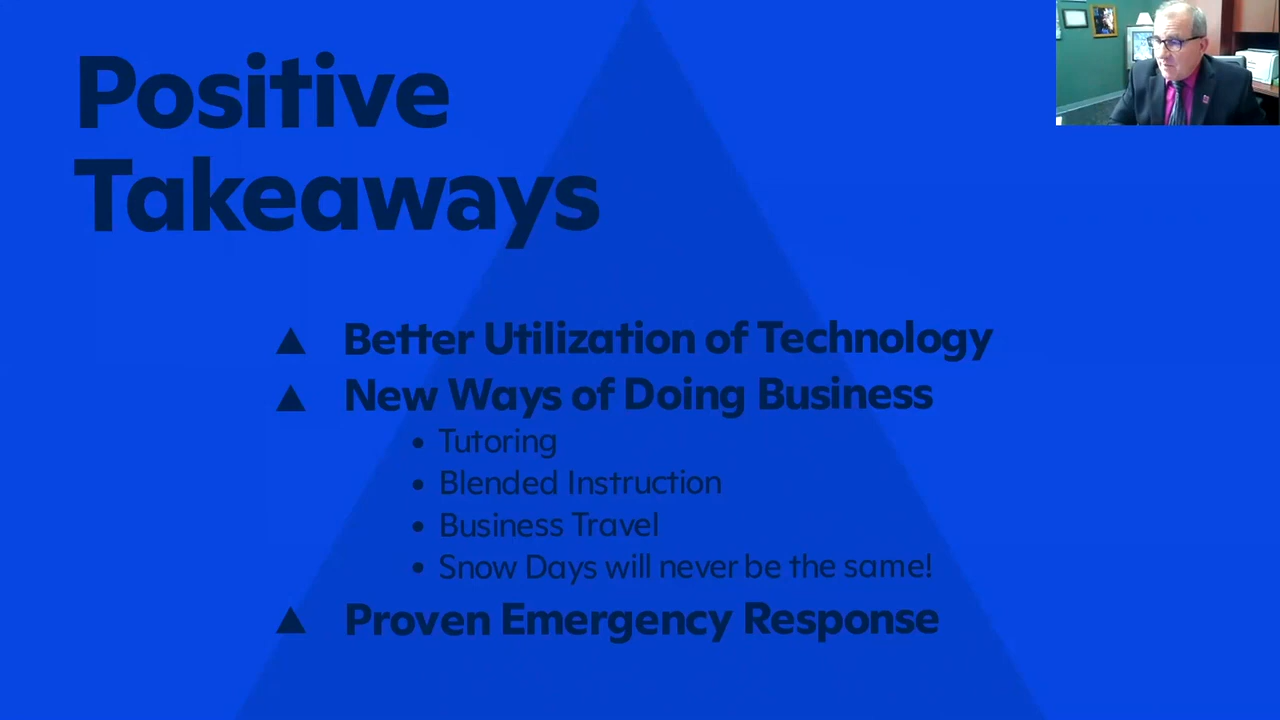 Positive
Takeaways
▲ Better Utilization of Technology
▲ New Ways of Doing Business
• Tutoring
• Blended Instruction
• Business Travel
• Snow Days will never be the same!
▲ Proven Emergency Response